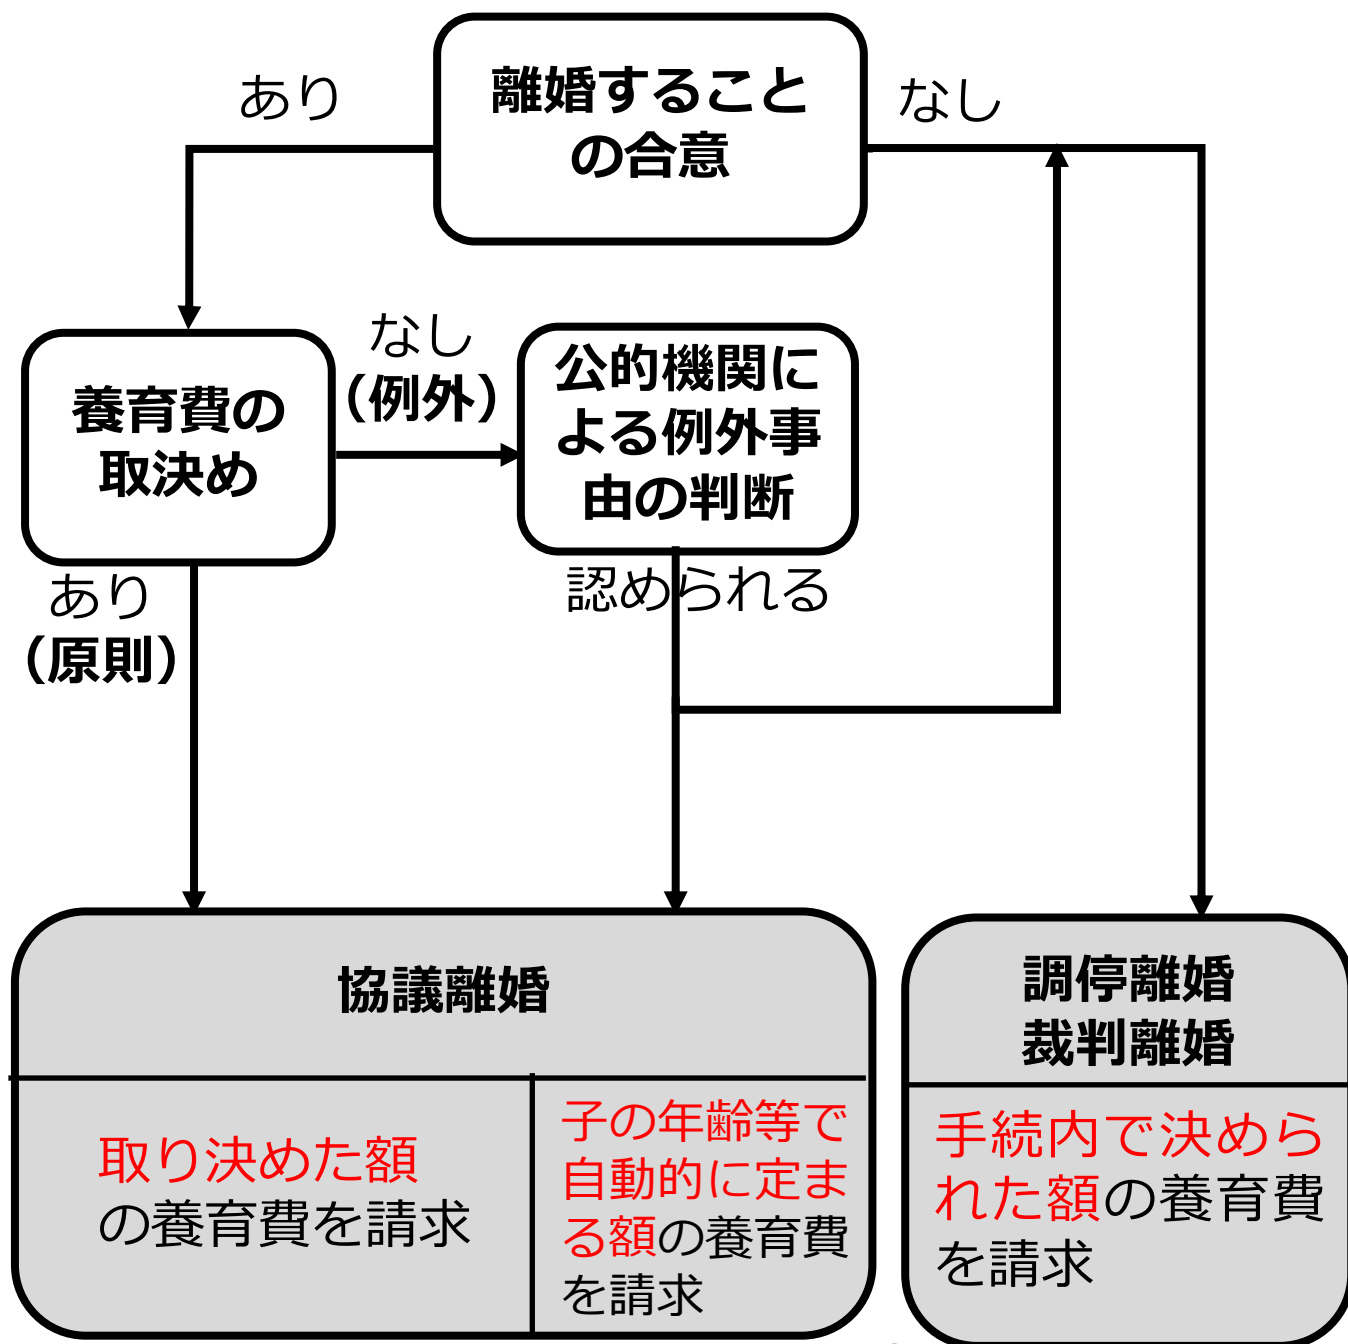 離婚すること
の合意
あり
なし
養育費の
取決め
なし
（例外）
公的機関に
よる例外事
由の判断
あり
（原則）
認められる
協議離婚
取り決めた額
の養育費を請求
子の年齢等で
自動的に定ま
る額の養育費
を請求
調停離婚
裁判離婚
手続内で決めら
れた額の養育費
を請求